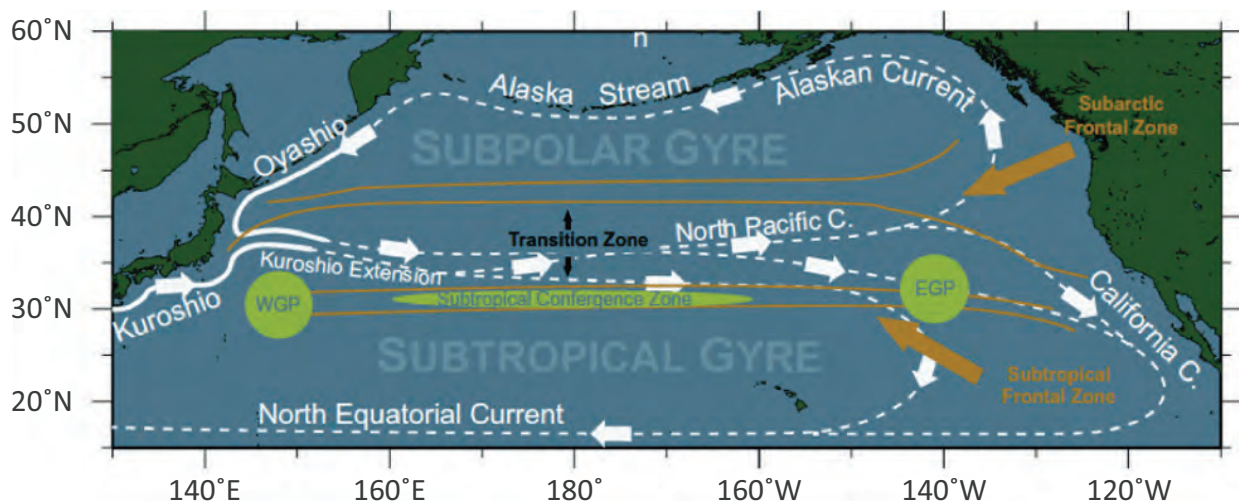 60˚N
50˚N
40˚N
30˚N
20˚N
n
Alaska Stream
Alaskan Current
Subarctic
Frontal Zone
Oyashio
SUBPOLAR GYRE
Transition Zone
North Pacific C.
Kuroshio Extension
Kuroshio
WGP
Subtropical Confergence Zone
EGP
California C.
SUBTROPICAL GYRE
Subtropical
Frontal Zone
North Equatorial Current
140˚E
160˚E
180˚
160˚W
140˚W
120˚W